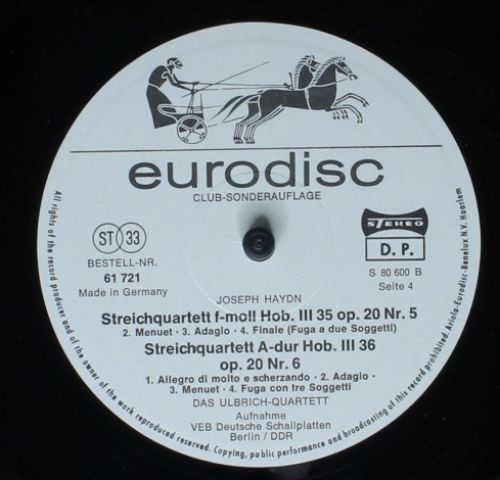 eurodisc
CLUB-SONDERAUFLAGE
ST 33
BESTELL-NR.
61 721
Made in Germany
STEREO
D. P.
S 80 600 B
Seite 4
JOSEPH HAYDN
Streichquartett f-moll Hob. III 35 op. 20 Nr. 5
2. Menuet · 3. Adagio · 4. Finale (Fuga a due Soggetti)
Streichquartett A-dur Hob. III 36
op. 20 Nr. 6
1. Allegro di molto e scherzando · 2. Adagio ·
3. Menuet · 4. Fuga con tre Soggetti
DAS ULBRICH-QUARTETT
Aufnahme
VEB Deutsche Schallplatten
Berlin / DDR
All rights of the record producer and of the owner of the work reproduced reserved. Copying, public performance and broadcasting of this record prohibited. Ariola-Eurodisc-Benelux N.V. Haarlem